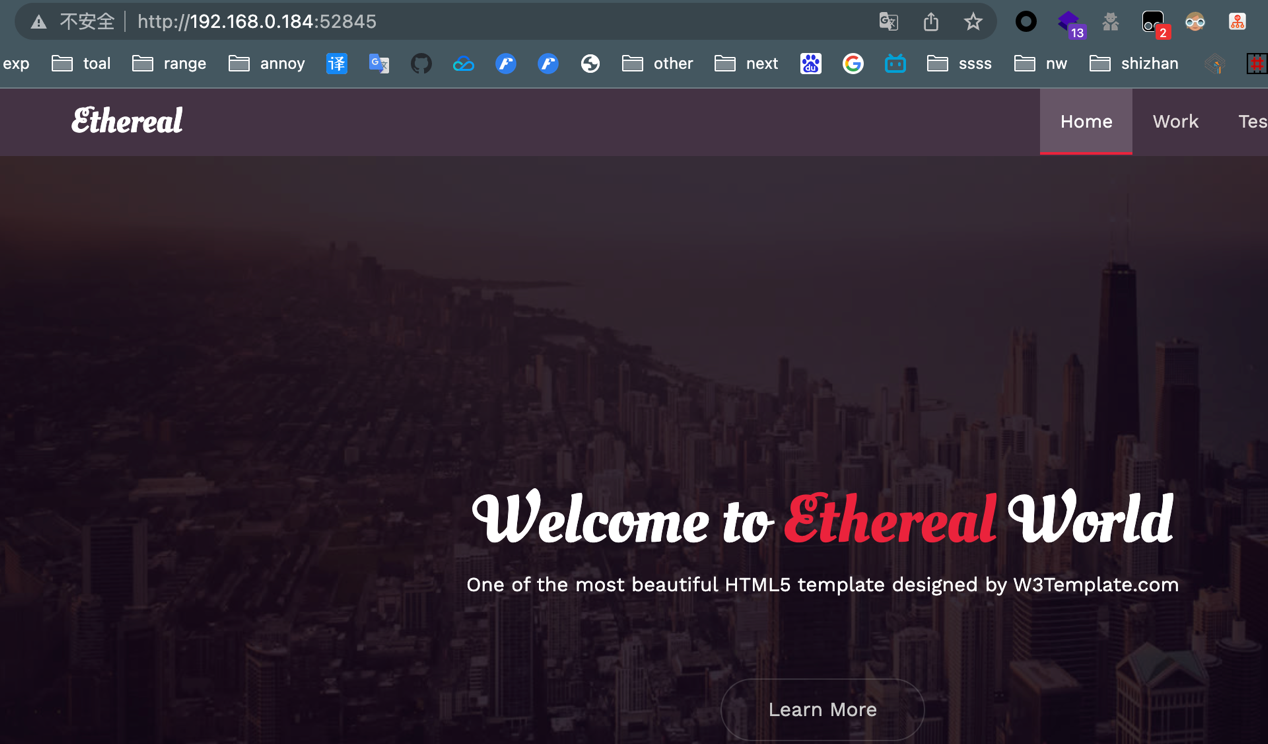 不安全 http://192.168.0.184:52845
13
2
exp toal range annoy 译 other next ssss nw shizhan
Ethereal Home Work Tes
Welcome to Ethereal World
One of the most beautiful HTML5 template designed by W3Template.com
Learn More